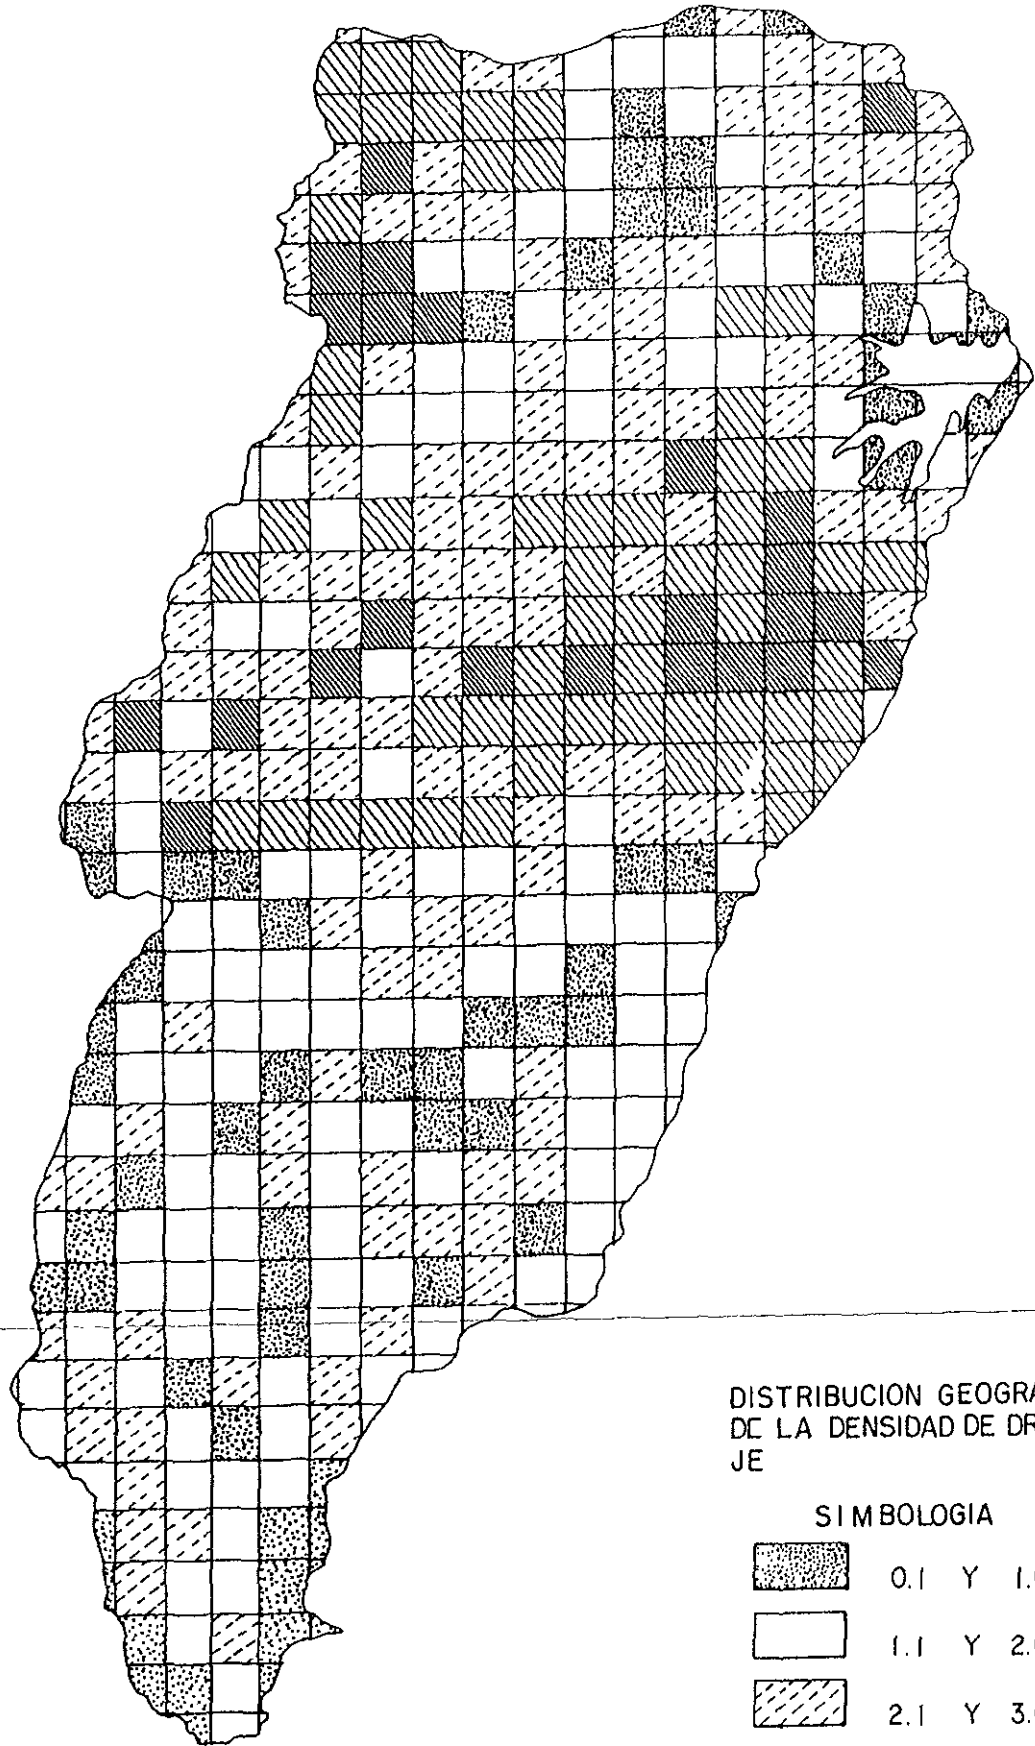 DISTRIBUCION GEOGRA
DE LA DENSIDAD DE DR
JE
SIMBOLOGIA
0.1 Y 1.
1.1 Y 2.
2.1 Y 3.